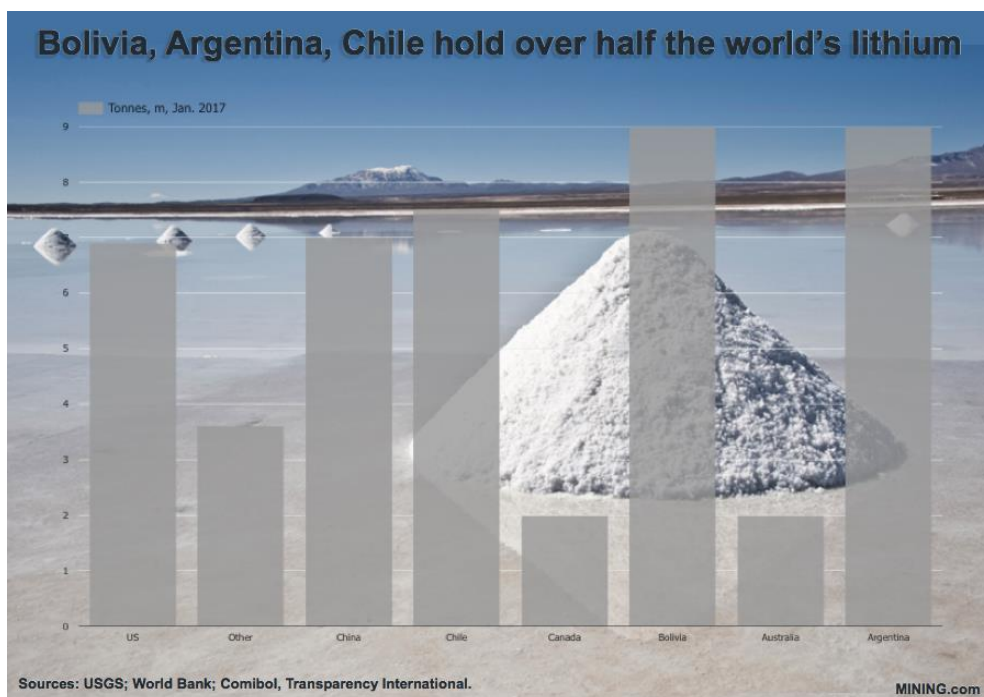 Bolivia, Argentina, Chile hold over half the world's lithium
Tonnes, m, Jan. 2017
9
8
6
5
4
3
2
1
0
US Other China Chile Canada Bolivia Australia Argentina
Sources: USGS; World Bank; Comibol, Transparency International.
MINING.com